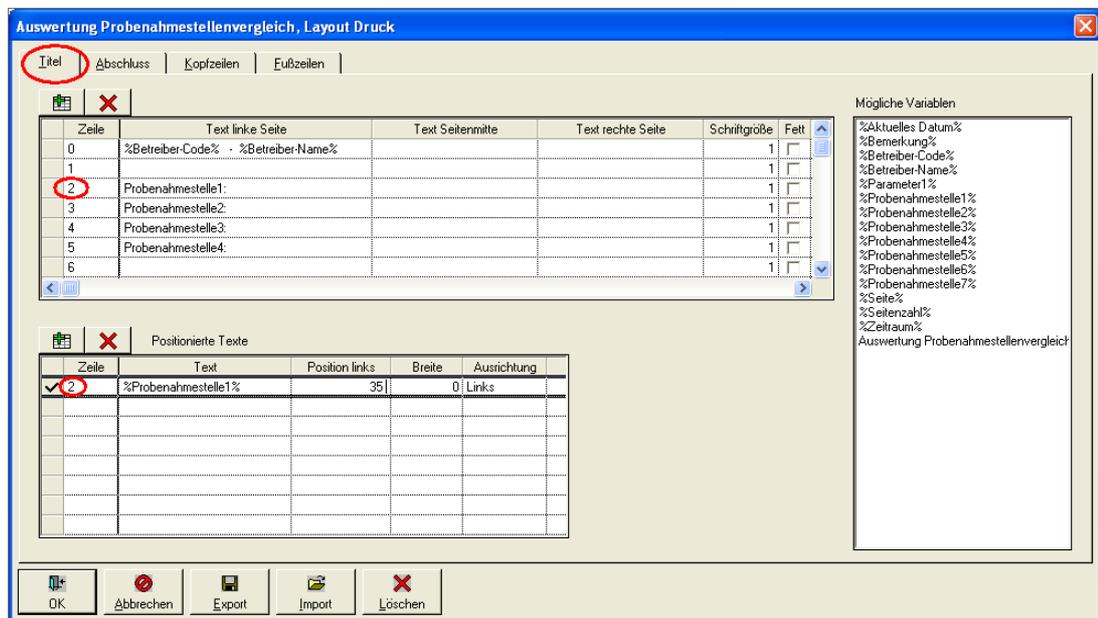 Auswertung Probenahmestellenvergleich, Layout Druck
Titel Abschluss Kopfzeilen Fußzeilen
Mögliche Variablen
Zeile Text linke Seite Text Seitenmitte Text rechte Seite Schriftgröße Fett
0 %Betreiber-Code% - %Betreiber-Name% 1
1 1
2 Probenahmestelle1: 1
3 Probenahmestelle2: 1
4 Probenahmestelle3: 1
5 Probenahmestelle4: 1
6 1
%Aktuelles Datum%
%Bemerkung%
%Betreiber-Code%
%Betreiber-Name%
%Parameter1%
%Probenahmestelle1%
%Probenahmestelle2%
%Probenahmestelle3%
%Probenahmestelle4%
%Probenahmestelle5%
%Probenahmestelle6%
%Probenahmestelle7%
%Seite%
%Seitenzahl%
%Zeitraum%
Auswertung Probenahmestellenvergleich
Positionierte Texte
Zeile Text Position links Breite Ausrichtung
2 %Probenahmestelle1% 35 0 Links
OK Abbrechen Export Import Löschen